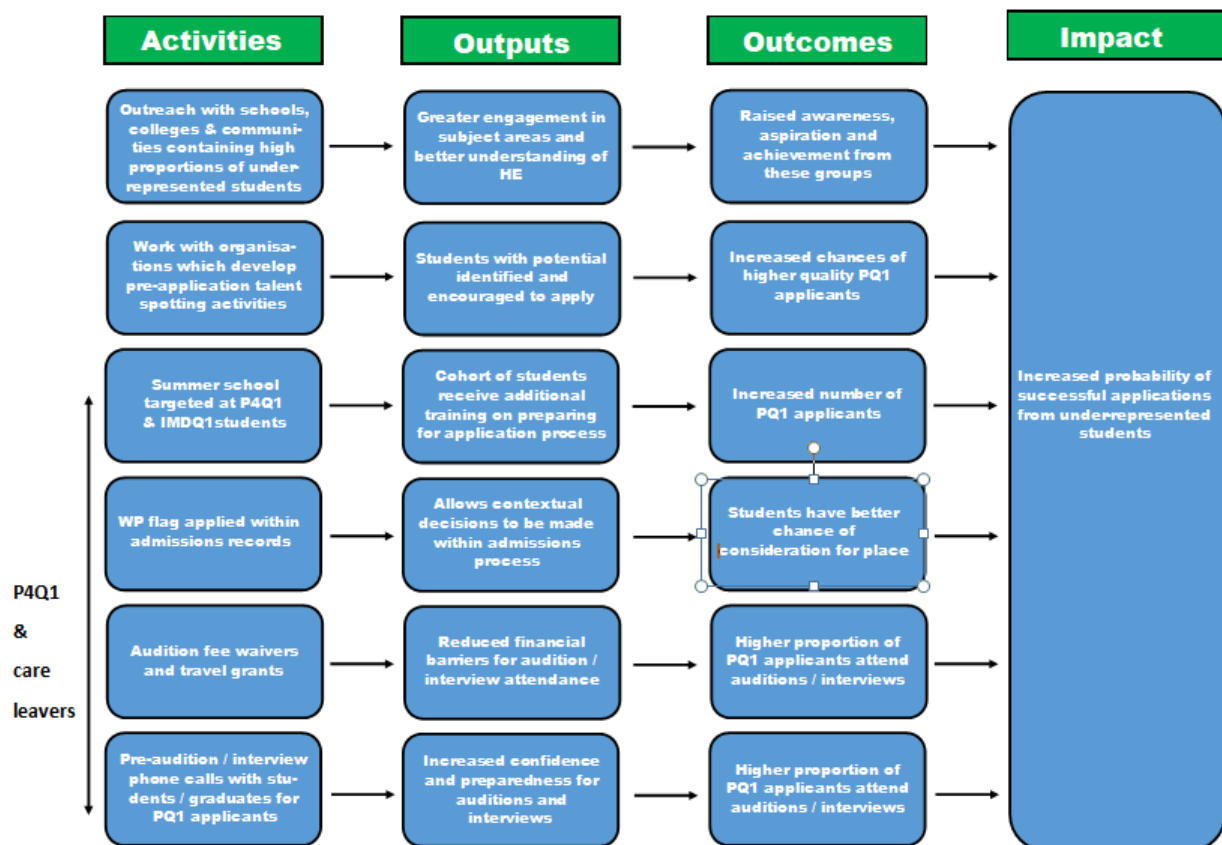 Activities
Outputs
Outcomes
Impact
Outreach with schools,
colleges & communi-
ties containing high
proportions of under-
represented students
Greater engagement in
subject areas and
better understanding of
HE
Raised awareness,
aspiration and
achievement from
these groups
Work with organisa-
tions which develop
pre-application talent
spotting activities
Students with potential
identified and
encouraged to apply
Increased chances of
higher quality PQ1
applicants
Summer school
targeted at P4Q1
& IMDQ1students
Cohort of students
receive additional
training on preparing
for application process
Increased number of
PQ1 applicants
Increased probability of
successful applications
from under-represented
students
WP flag applied within
admissions records
Allows contextual
decisions to be made
within admissions
process
Students have better
chance of
consideration for place
P4Q1
&
care
leavers
Audition fee waivers
and travel grants
Reduced financial
barriers for audition /
interview attendance
Higher proportion of
PQ1 applicants attend
auditions / interviews
Pre-audition / interview
phone calls with stu-
dents / graduates for
PQ1 applicants
Increased confidence
and preparedness for
auditions and
interviews
Higher proportion of
PQ1 applicants attend
auditions / interviews